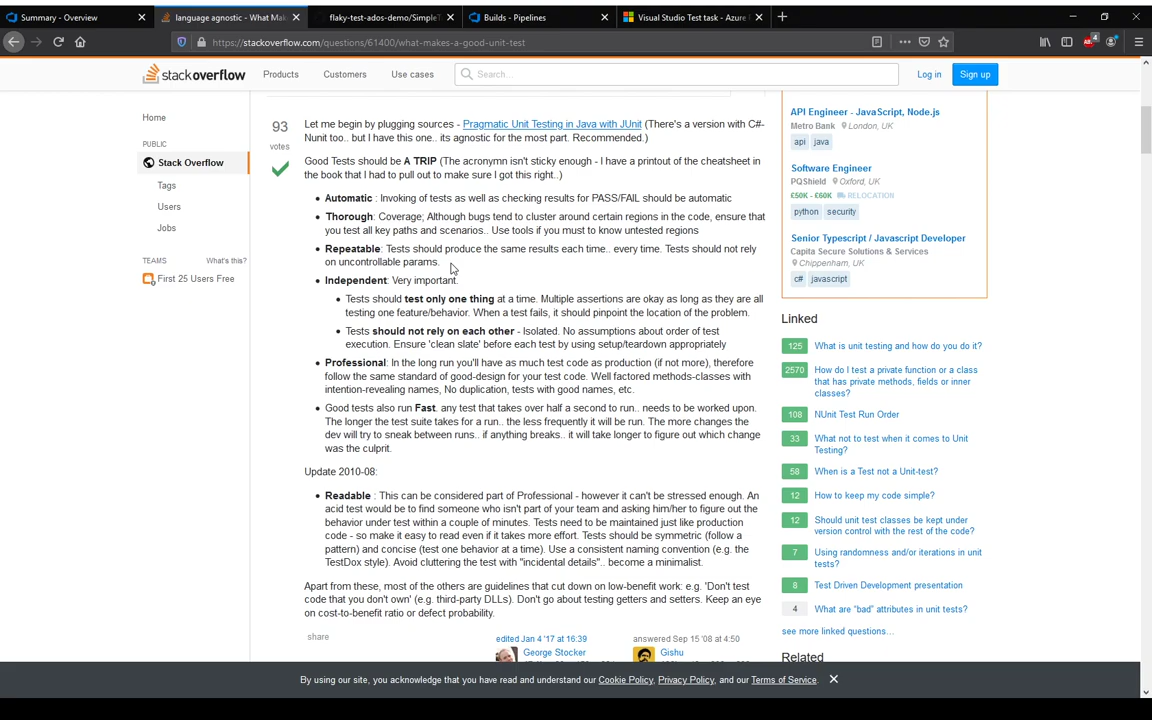 Summary - Overview
language agnostic - What Mak
flaky-test-ados-demo/SimpleT
Builds - Pipelines
Visual Studio Test task - Azure
https://stackoverflow.com/questions/61400/what-makes-a-good-unit-test
4
stackoverflow
Products
Customers
Use cases
Search...
Log in
Sign up
Home
PUBLIC
Stack Overflow
Tags
Users
Jobs
TEAMS What's this?
First 25 Users Free
93
votes
Let me begin by plugging sources - Pragmatic Unit Testing in Java with JUnit (There's a version with C#-
Nunit too.. but I have this one.. its agnostic for the most part. Recommended.)
Good Tests should be A TRIP (The acronymn isn't sticky enough - I have a printout of the cheatsheet in
the book that I had to pull out to make sure I got this right..)
• Automatic : Invoking of tests as well as checking results for PASS/FAIL should be automatic
• Thorough: Coverage; Although bugs tend to cluster around certain regions in the code, ensure that
you test all key paths and scenarios.. Use tools if you must to know untested regions
• Repeatable: Tests should produce the same results each time.. every time. Tests should not rely
on uncontrollable params.
• Independent: Very important.
• Tests should test only one thing at a time. Multiple assertions are okay as long as they are all
testing one feature/behavior. When a test fails, it should pinpoint the location of the problem.
• Tests should not rely on each other - Isolated. No assumptions about order of test
execution. Ensure 'clean slate' before each test by using setup/teardown appropriately
• Professional: In the long run you'll have as much test code as production (if not more), therefore
follow the same standard of good-design for your test code. Well factored methods-classes with
intention-revealing names, No duplication, tests with good names, etc.
• Good tests also run Fast. any test that takes over half a second to run.. needs to be worked upon.
The longer the test suite takes for a run.. the less frequently it will be run. The more changes the
dev will try to sneak between runs.. if anything breaks.. it will take longer to figure out which change
was the culprit.
Update 2010-08:
• Readable : This can be considered part of Professional - however it can't be stressed enough. An
acid test would be to find someone who isn't part of your team and asking him/her to figure out the
behavior under test within a couple of minutes. Tests need to be maintained just like production
code - so make it easy to read even if it takes more effort. Tests should be symmetric (follow a
pattern) and concise (test one behavior at a time). Use a consistent naming convention (e.g. the
TestDox style). Avoid cluttering the test with "incidental details".. become a minimalist.
Apart from these, most of the others are guidelines that cut down on low-benefit work: e.g. 'Don't test
code that you don't own' (e.g. third-party DLLs). Don't go about testing getters and setters. Keep an eye
on cost-to-benefit ratio or defect probability.
share
edited Jan 4 '17 at 16:39
George Stocker
answered Sep 15 '08 at 4:50
Gishu
API Engineer - JavaScript, Node.js
Metro Bank London, UK
api java
Software Engineer
PQShield Oxford, UK
£50K - £60K RELOCATION
python security
Senior Typescript / Javascript Developer
Capita Secure Solutions & Services
Chippenham, UK
c# javascript
Linked
125 What is unit testing and how do you do it?
2570 How do I test a private function or a class
that has private methods, fields or inner
classes?
108 NUnit Test Run Order
33 What not to test when it comes to Unit
Testing?
58 When is a Test not a Unit-test?
12 How to keep my code simple?
12 Should unit test classes be kept under
version control with the rest of the code?
7 Using randomness and/or iterations in unit
tests?
8 Test Driven Development presentation
4 What are "bad" attributes in unit tests?
see more linked questions...
Related
By using our site, you acknowledge that you have read and understand our Cookie Policy, Privacy Policy, and our Terms of Service.